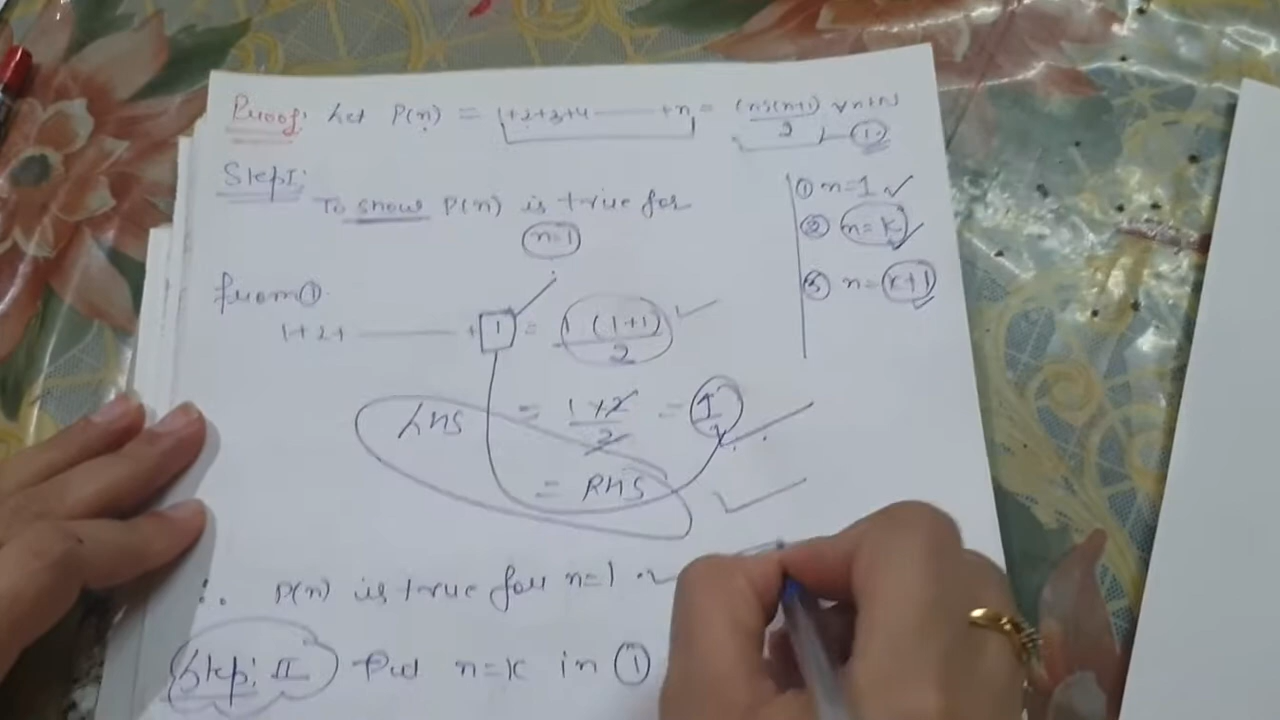 Proof: Let P(n) = 1+2+3+4 ——— +n = (n)(n+1)/2 ∀ n∈N —①
Step I:
To show P(n) is true for
n=1
① n=1 ✓
② n=K ✓
③ n=K+1
from ①
1+2+ ——— +1 = 1 (1+1)/2 ✓
LHS = 1×2/2 = 1/1
= RHS ✓
∴ P(n) is true for n=1
Step: II Put n=K in ①